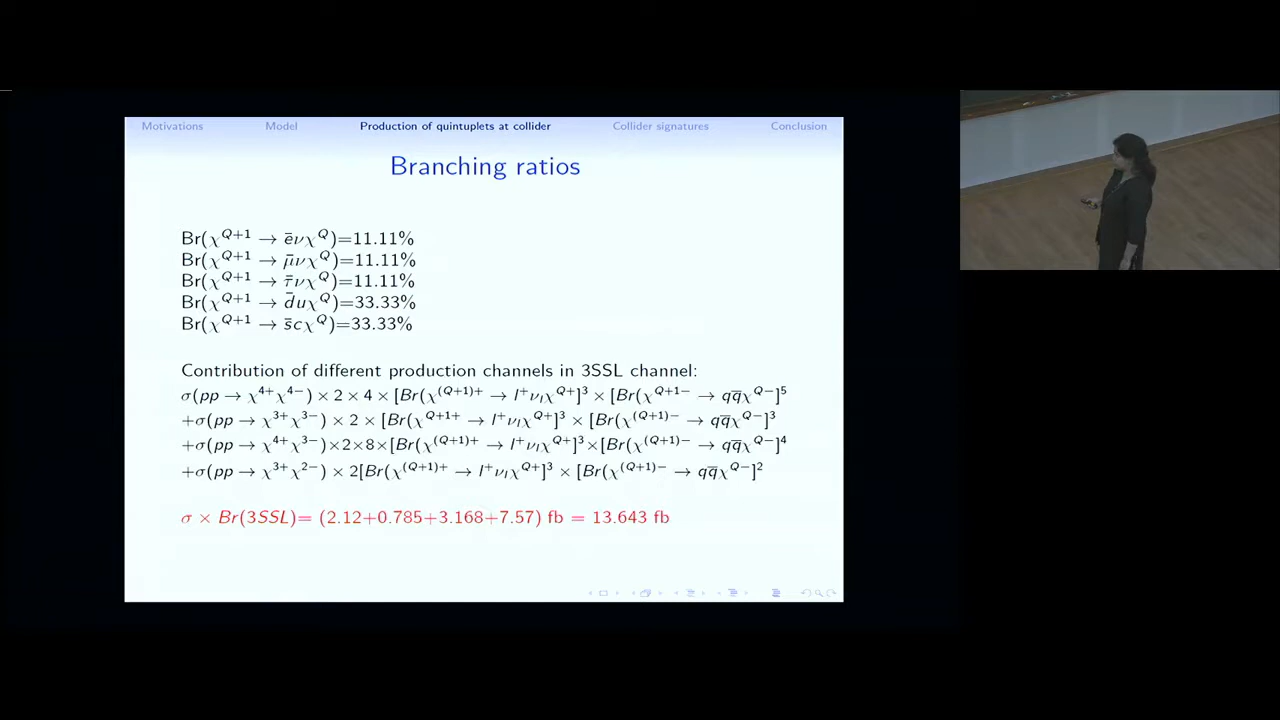 Motivations Model Production of quintuplets at collider Collider signatures Conclusion
Branching ratios
Br(χ^{Q+1} → ēνχ^Q)=11.11%
Br(χ^{Q+1} → μ̄νχ^Q)=11.11%
Br(χ^{Q+1} → τ̄νχ^Q)=11.11%
Br(χ^{Q+1} → d̄uχ^Q)=33.33%
Br(χ^{Q+1} → s̄cχ^Q)=33.33%
Contribution of different production channels in 3SSL channel:
σ(pp → χ^{4+}χ^{4−}) × 2 × 4 × [Br(χ^{(Q+1)+} → l^+ν_lχ^{Q+}]^3 × [Br(χ^{Q+1−} → qq̅χ^{Q−}]^5
+σ(pp → χ^{3+}χ^{3−}) × 2 × [Br(χ^{Q+1+} → l^+ν_lχ^{Q+}]^3 × [Br(χ^{(Q+1)−} → qq̅χ^{Q−}]^3
+σ(pp → χ^{4+}χ^{3−})×2×8×[Br(χ^{(Q+1)+} → l^+ν_lχ^{Q+}]^3×[Br(χ^{(Q+1)−} → qq̅χ^{Q−}]^4
+σ(pp → χ^{3+}χ^{2−}) × 2[Br(χ^{(Q+1)+} → l^+ν_lχ^{Q+}]^3 × [Br(χ^{(Q+1)−} → qq̅χ^{Q−}]^2
σ × Br(3SSL)= (2.12+0.785+3.168+7.57) fb = 13.643 fb